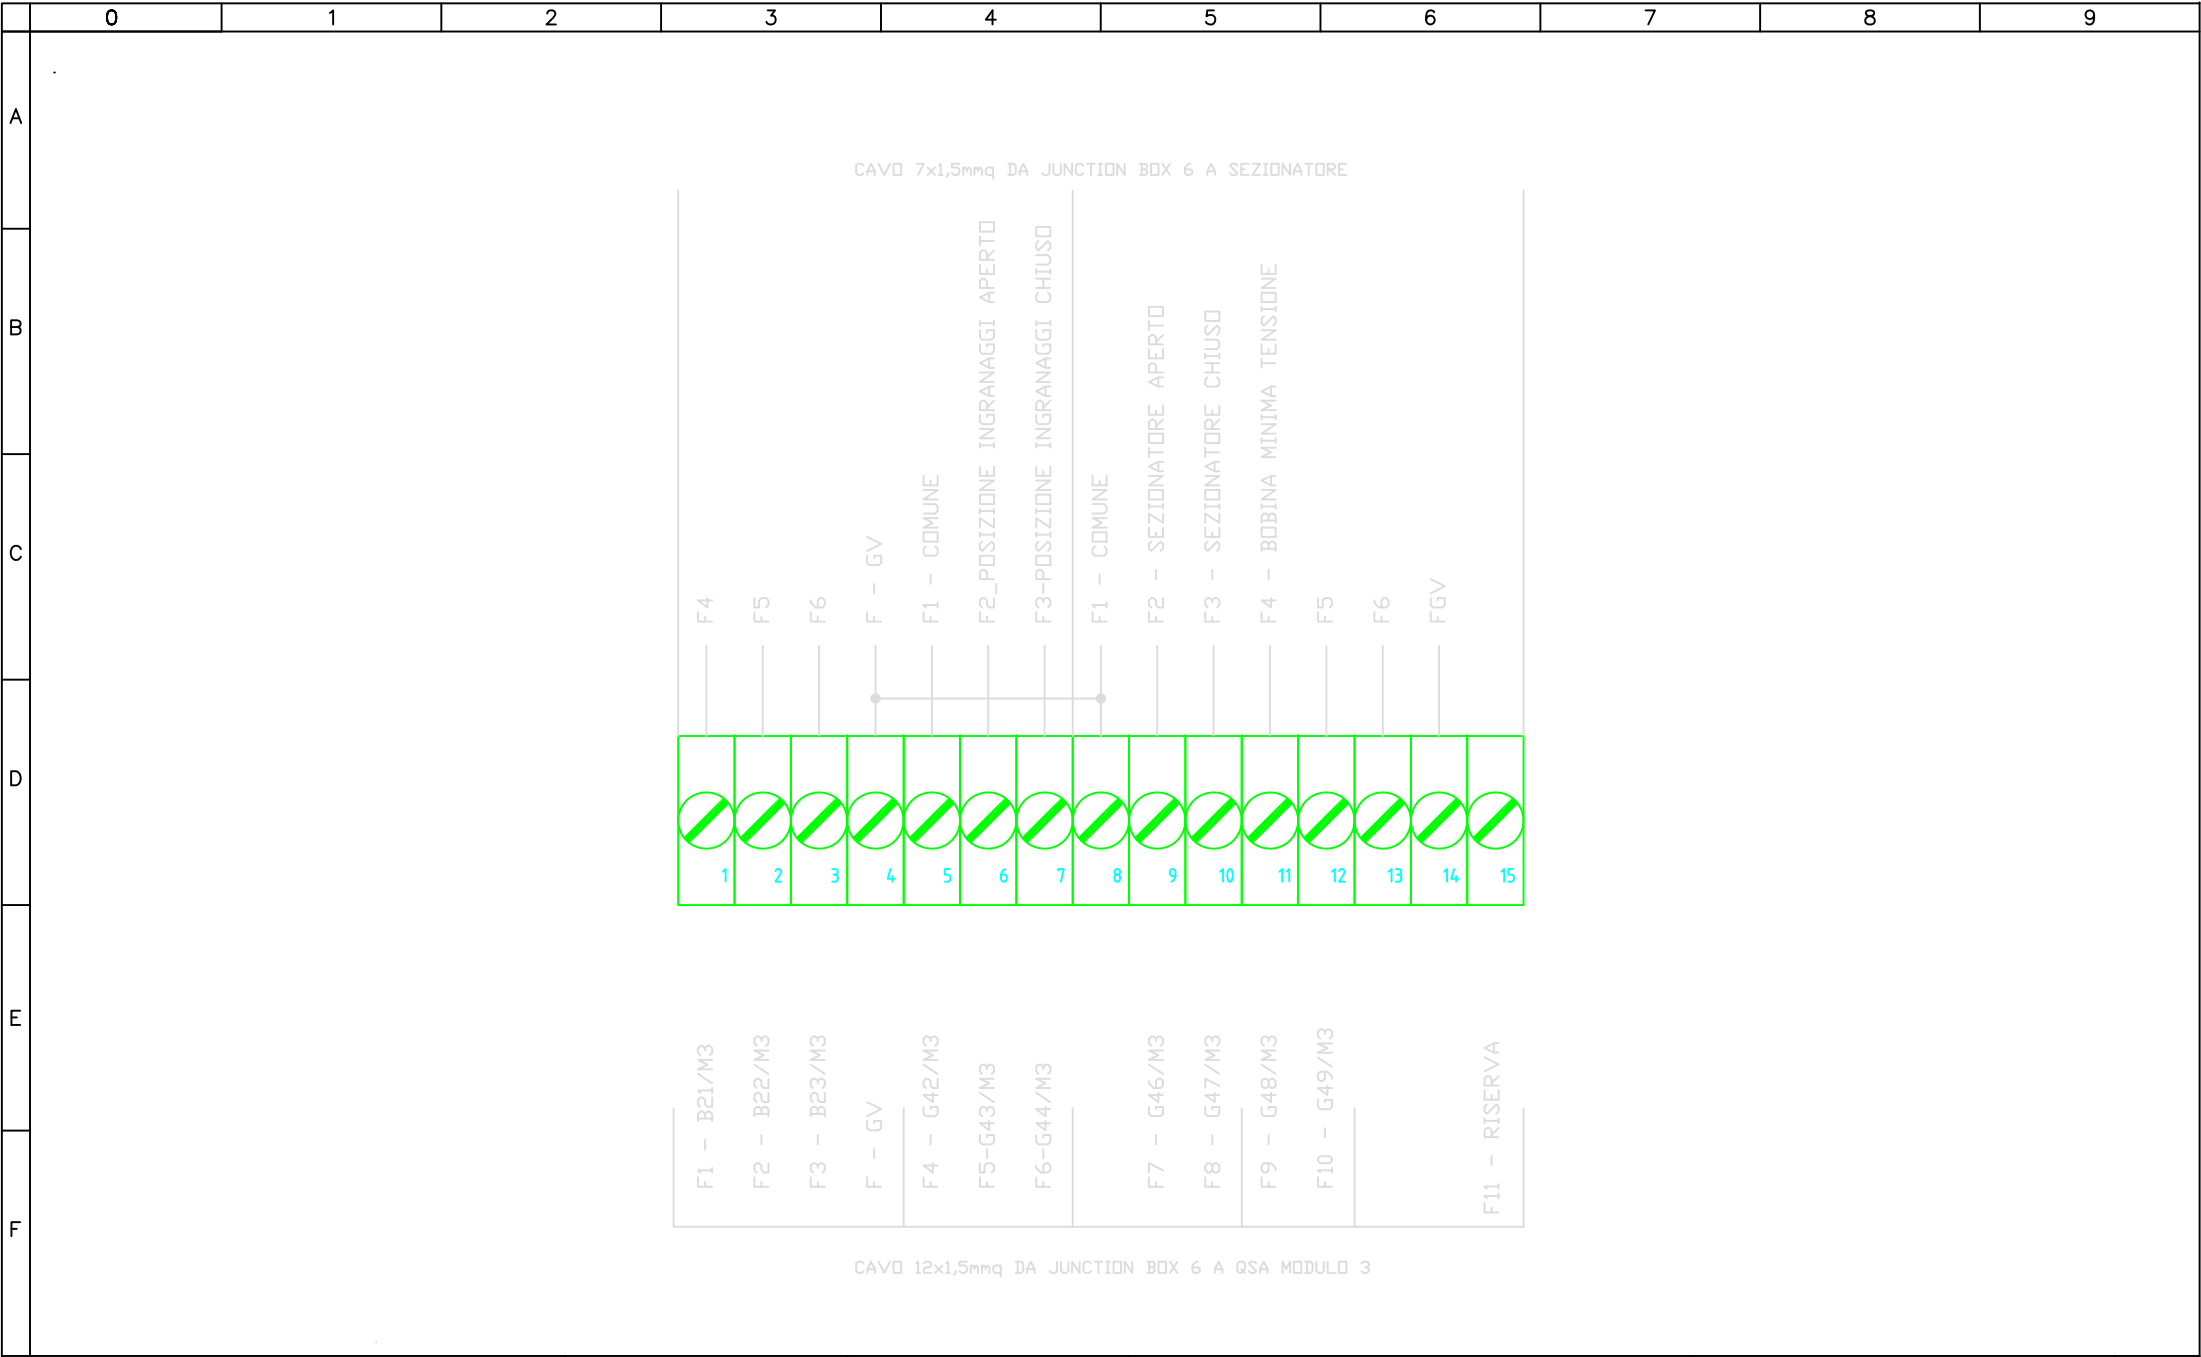 0 1 2 3 4 5 6 7 8 9
A
B
C
D
E
F
CAVO 7x1,5mmq DA JUNCTION BOX 6 A SEZIONATORE
F4
F5
F6
F - GV
F1 - COMUNE
F2_POSIZIONE INGRANAGGI APERTO
F3-POSIZIONE INGRANAGGI CHIUSO
F1 - COMUNE
F2 - SEZIONATORE APERTO
F3 - SEZIONATORE CHIUSO
F4 - BOBINA MINIMA TENSIONE
F5
F6
FGV
1 2 3 4 5 6 7 8 9 10 11 12 13 14 15
F1 - B21/M3
F2 - B22/M3
F3 - B23/M3
F - GV
F4 - G42/M3
F5-G43/M3
F6-G44/M3
F7 - G46/M3
F8 - G47/M3
F9 - G48/M3
F10 - G49/M3
F11 - RISERVA
CAVO 12x1,5mmq DA JUNCTION BOX 6 A QSA MODULO 3